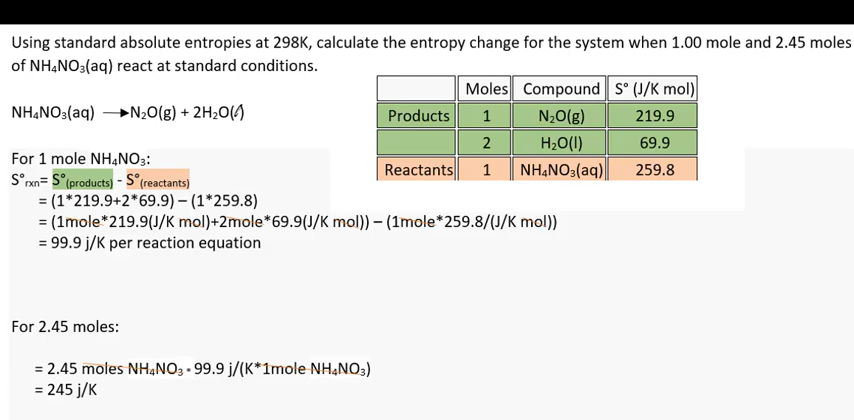 Using standard absolute entropies at 298K, calculate the entropy change for the system when 1.00 mole and 2.45 moles
of NH₄NO₃(aq) react at standard conditions.
Moles Compound S° (J/K mol)
NH₄NO₃(aq) → N₂O(g) + 2H₂O(l)
Products 1 N₂O(g) 219.9
2 H₂O(l) 69.9
For 1 mole NH₄NO₃:
Reactants 1 NH₄NO₃(aq) 259.8
S°rxn= S°(products) - S°(reactants)
= (1*219.9+2*69.9) – (1*259.8)
= (1mole*219.9(J/K mol)+2mole*69.9(J/K mol)) – (1mole*259.8/(J/K mol))
= 99.9 j/K per reaction equation
For 2.45 moles:
= 2.45 moles NH₄NO₃ * 99.9 j/(K*1mole NH₄NO₃)
= 245 j/K